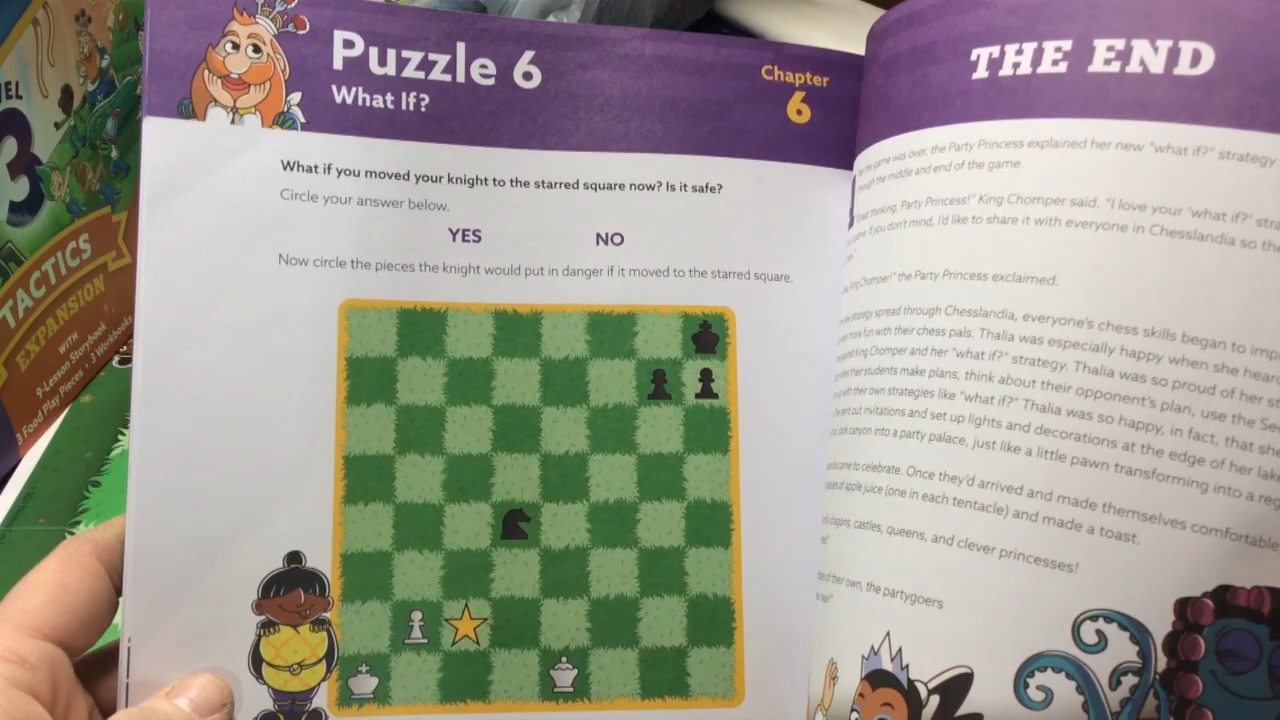 EL
3
TACTICS
EXPANSION
WITH
9-Lesson Storybook
3 Food Play Pieces • 3 Workbooks
Puzzle 6
What If?
Chapter
6
What if you moved your knight to the starred square now? Is it safe?
Circle your answer below.
YES NO
Now circle the pieces the knight would put in danger if it moved to the starred square.
THE END
the game was over, the Party Princess explained her new "what if?" strategy
through the middle and end of the game.
thinking, Party Princess!" King Chomper said. "I love your 'what if?' stra
game. If you don't mind, I'd like to share it with everyone in Chesslandia so the
King Chomper!" the Party Princess exclaimed.
strategy spread through Chesslandia, everyone's chess skills began to imp
more fun with their chess pals. Thalia was especially happy when she heard
King Chomper and her "what if?" strategy. Thalia was so proud of her st
when their students make plans, think about their opponent's plan, use the See
with their own strategies like "what if?" Thalia was so happy, in fact, that she
sent out invitations and set up lights and decorations at the edge of her lake
dark canyon into a party palace, just like a little pawn transforming into a reg
came to celebrate. Once they'd arrived and made themselves comfortable
of apple juice (one in each tentacle) and made a toast.
dragons, castles, queens, and clever princesses!
of their own, the partygoers